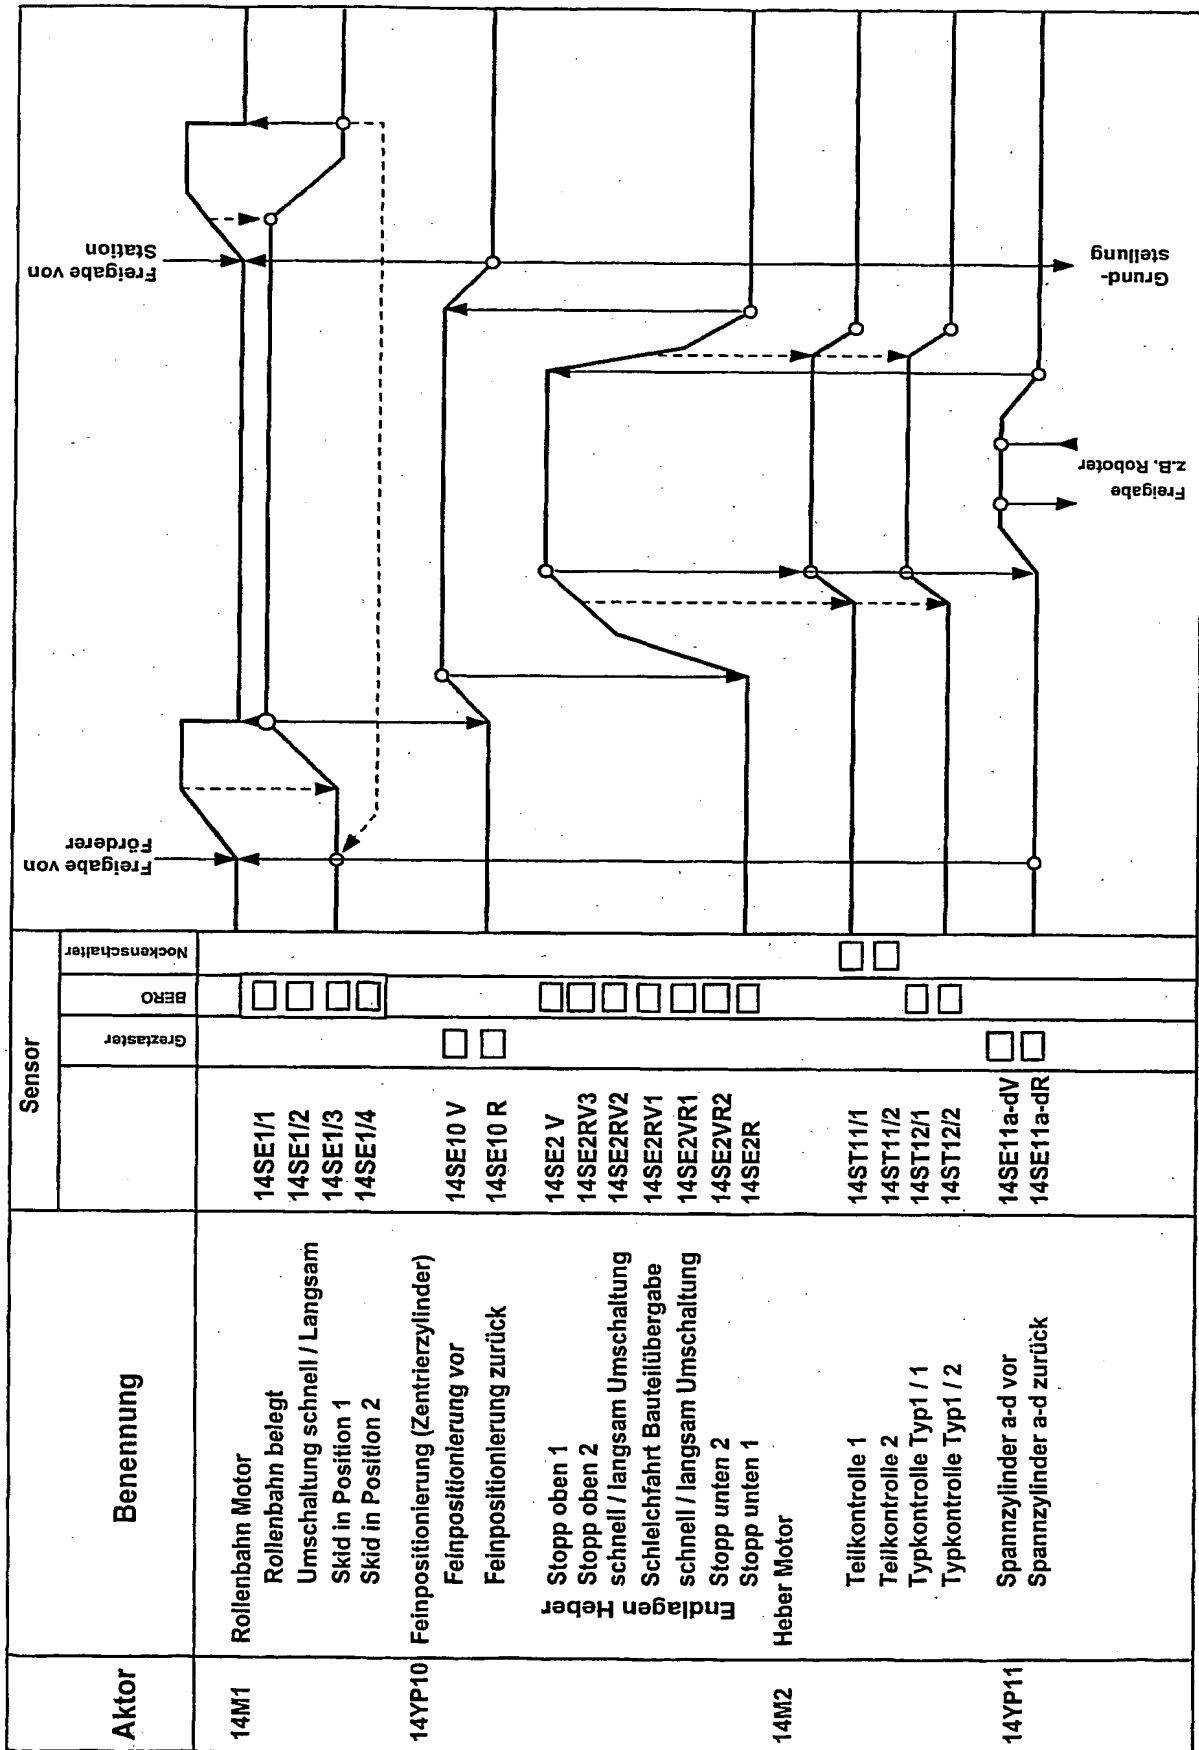 Aktor
Benennung
Sensor
Greztaster
BERO
Nockenschalter
14M1
Rollenbahn Motor
Rollenbahn belegt
14SE1/1
Umschaltung schnell / Langsam
14SE1/2
Skid in Position 1
14SE1/3
Skid in Position 2
14SE1/4
14YP10
Feinpositionierung (Zentrierzylinder)
Feinpositionierung vor
14SE10 V
Feinpositionierung zurück
14SE10 R
Endlagen Heber
Stopp oben 1
14SE2 V
Stopp oben 2
14SE2RV3
schnell / langsam Umschaltung
14SE2RV2
Schleichfahrt Bauteilübergabe
14SE2RV1
schnell / langsam Umschaltung
14SE2VR1
Stopp unten 2
14SE2VR2
Stopp unten 1
14SE2R
14M2
Heber Motor
Teilkontrolle 1
14ST11/1
Teilkontrolle 2
14ST11/2
Typkontrolle Typ1 / 1
14ST12/1
Typkontrolle Typ1 / 2
14ST12/2
14YP11
Spannzylinder a-d vor
14SE11a-dV
Spannzylinder a-d zurück
14SE11a-dR
Freigabe von
Förderer
Freigabe von
Station
Freigabe
z.B. Roboter
Grund-
stellung